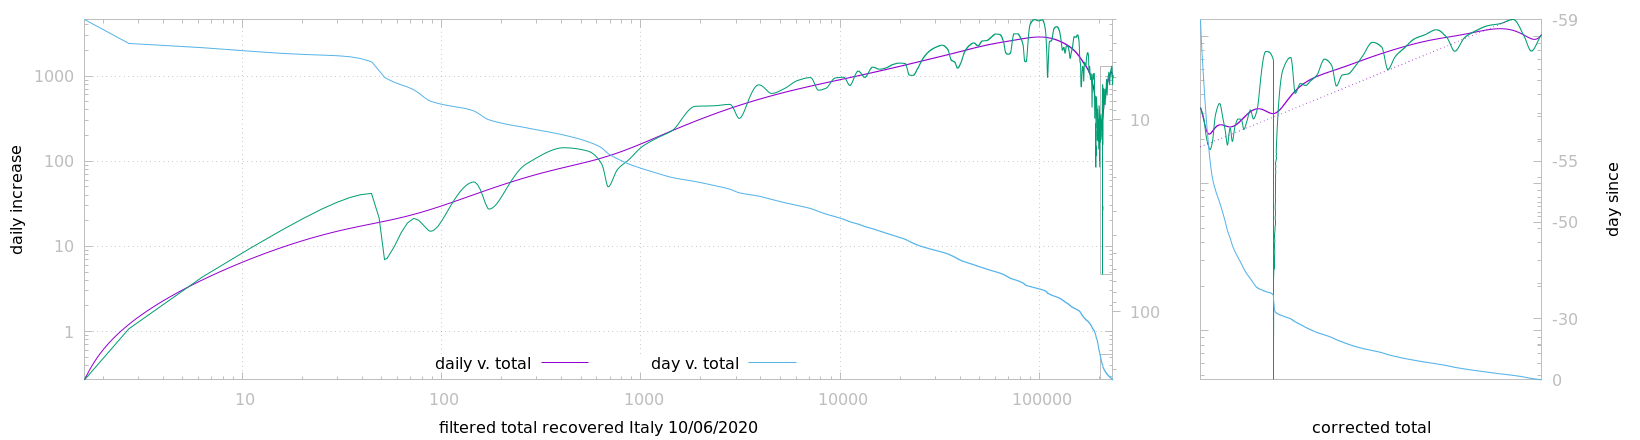 daily increase
1000
100
10
1
daily v. total
day v. total
10
100
1000
10000
100000
filtered total recovered Italy 10/06/2020
10
100
-59
-55
-50
-30
0
day since
corrected total